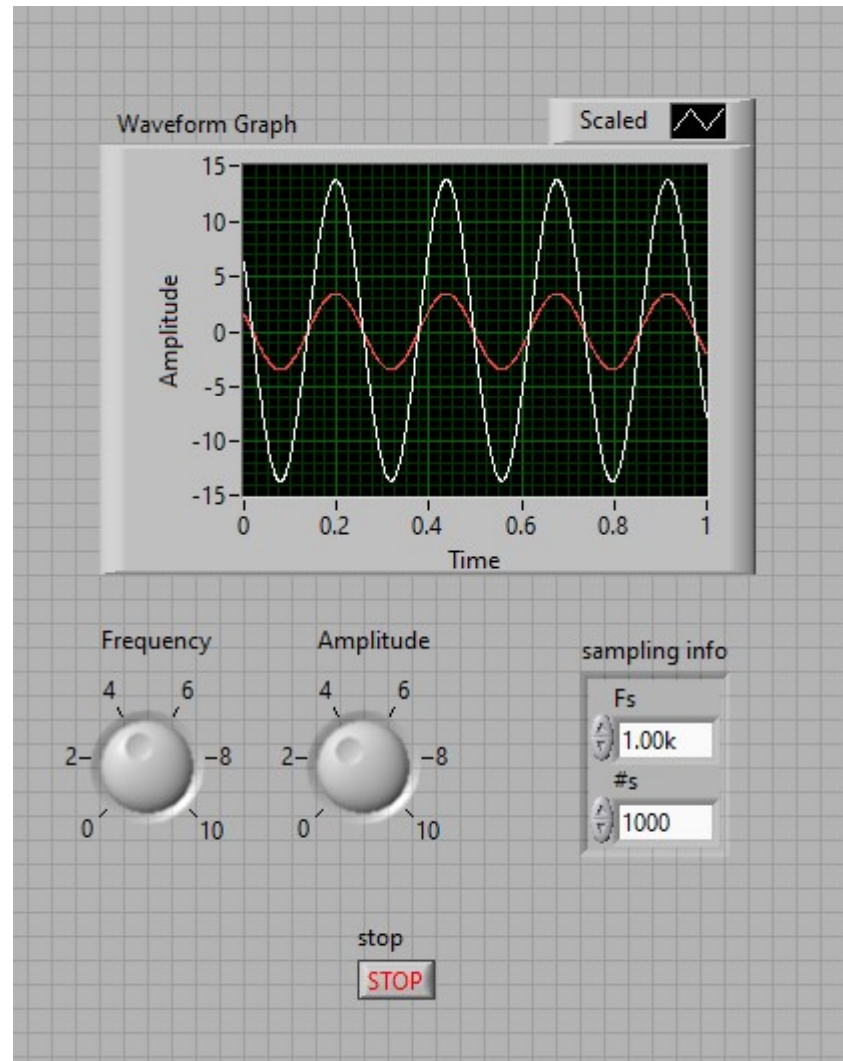 Waveform Graph
Scaled
Amplitude
15
10
5
0
-5
-10
-15
0 0.2 0.4 0.6 0.8 1
Time
Frequency
4 6
2 8
0 10
Amplitude
4 6
2 8
0 10
sampling info
Fs
1.00k
#s
1000
stop
STOP